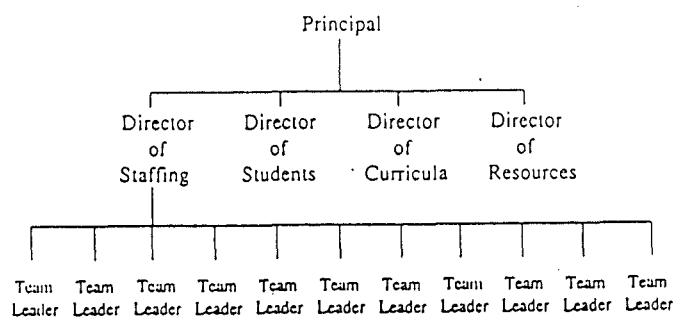 Principal
Director Director Director Director
of of of of
Staffing Students Curricula Resources
Team Team Team Team Team Team Team Team Team Team Team
Leader Leader Leader Leader Leader Leader Leader Leader Leader Leader Leader